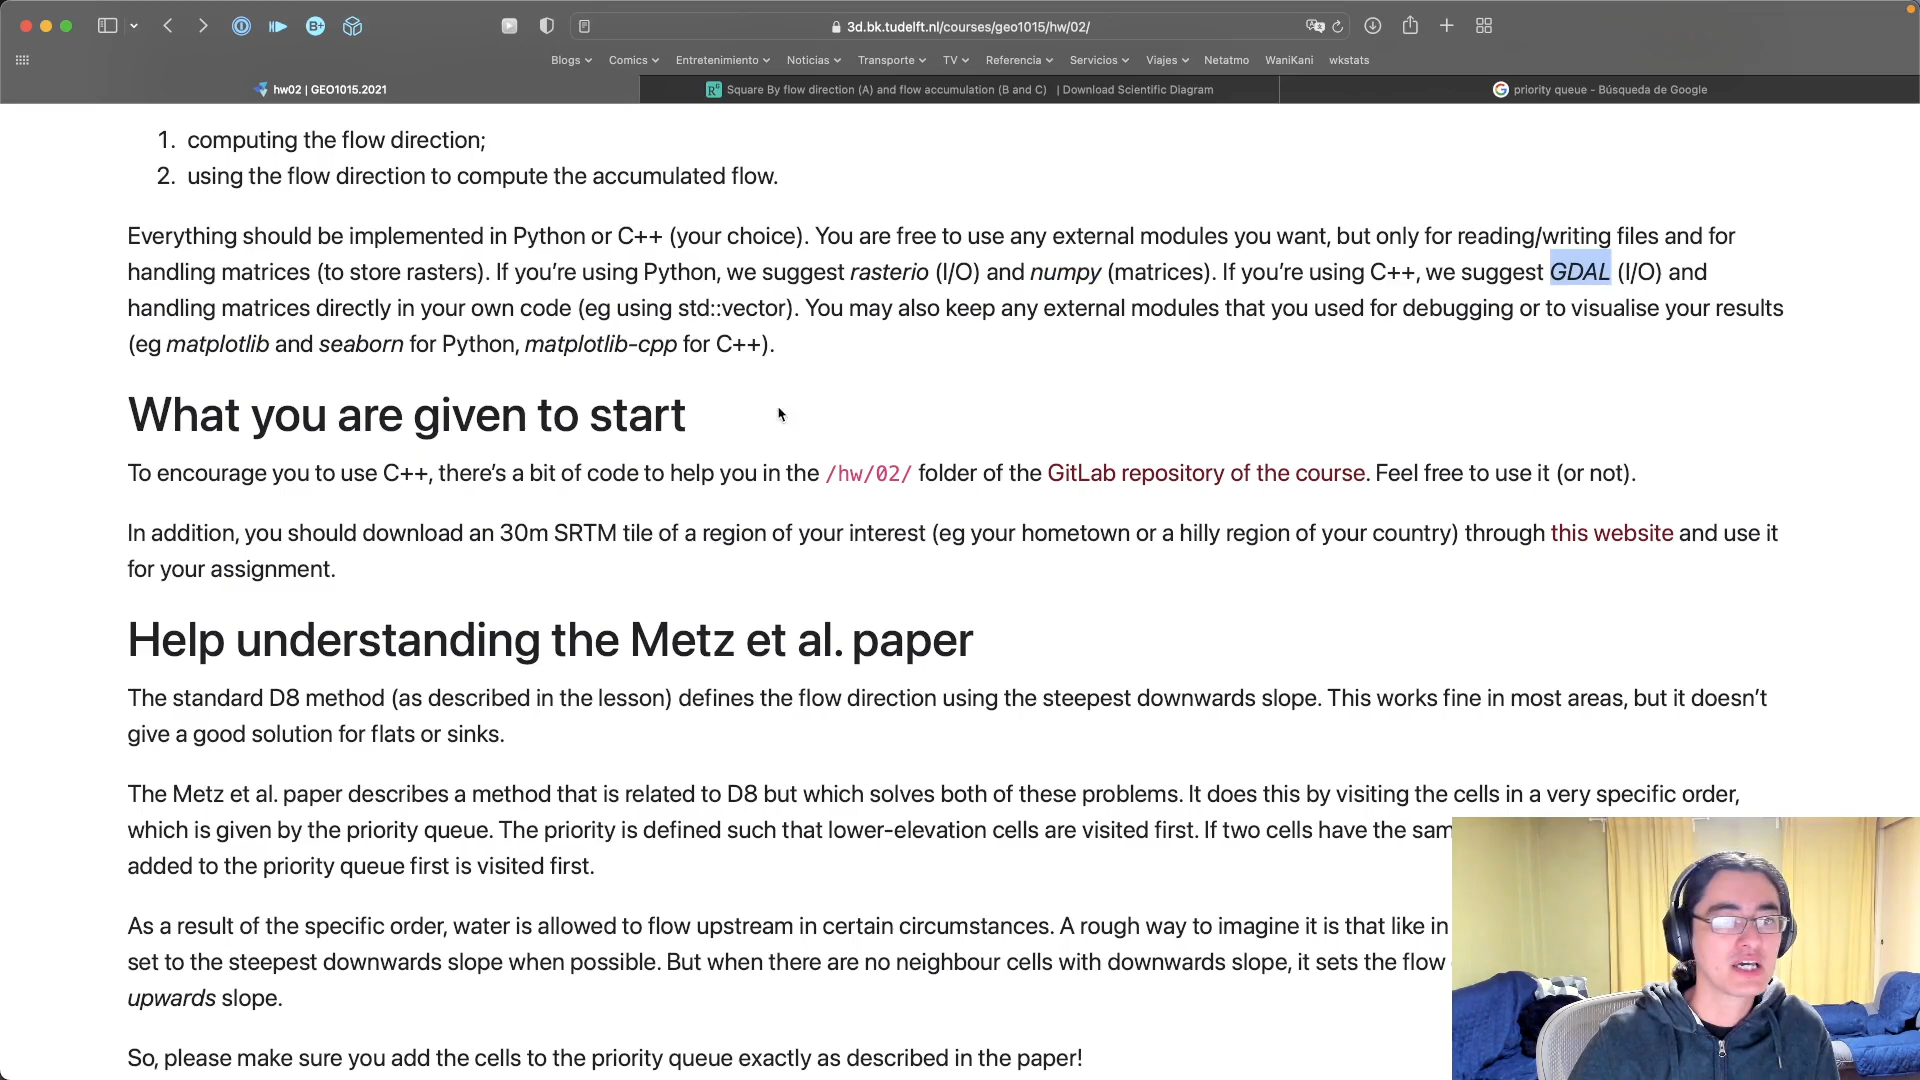 3d.bk.tudelft.nl/courses/geo1015/hw/02/
Blogs Comics Entretenimiento Noticias Transporte TV Referencia Servicios Viajes Netatmo WaniKani wkstats
hw02 | GEO1015.2021
Square By flow direction (A) and flow accumulation (B and C) | Download Scientific Diagram
priority queue - Búsqueda de Google
1. computing the flow direction;
2. using the flow direction to compute the accumulated flow.
Everything should be implemented in Python or C++ (your choice). You are free to use any external modules you want, but only for reading/writing files and for
handling matrices (to store rasters). If you’re using Python, we suggest rasterio (I/O) and numpy (matrices). If you’re using C++, we suggest GDAL (I/O) and
handling matrices directly in your own code (eg using std::vector). You may also keep any external modules that you used for debugging or to visualise your results
(eg matplotlib and seaborn for Python, matplotlib-cpp for C++).
What you are given to start
To encourage you to use C++, there’s a bit of code to help you in the /hw/02/ folder of the GitLab repository of the course. Feel free to use it (or not).
In addition, you should download an 30m SRTM tile of a region of your interest (eg your hometown or a hilly region of your country) through this website and use it
for your assignment.
Help understanding the Metz et al. paper
The standard D8 method (as described in the lesson) defines the flow direction using the steepest downwards slope. This works fine in most areas, but it doesn’t
give a good solution for flats or sinks.
The Metz et al. paper describes a method that is related to D8 but which solves both of these problems. It does this by visiting the cells in a very specific order,
which is given by the priority queue. The priority is defined such that lower-elevation cells are visited first. If two cells have the sam
added to the priority queue first is visited first.
As a result of the specific order, water is allowed to flow upstream in certain circumstances. A rough way to imagine it is that like in
set to the steepest downwards slope when possible. But when there are no neighbour cells with downwards slope, it sets the flow
upwards slope.
So, please make sure you add the cells to the priority queue exactly as described in the paper!